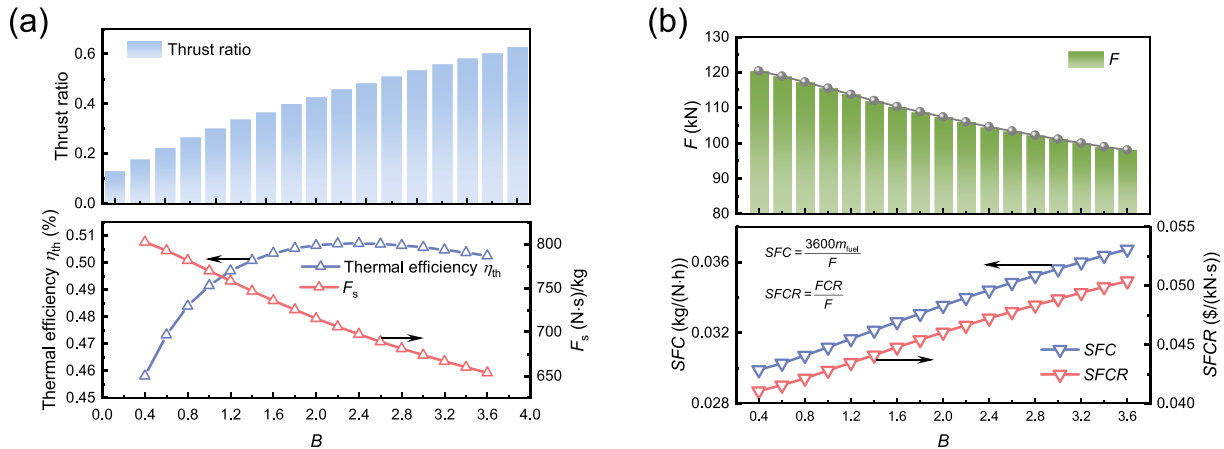 (a)
Thrust ratio
0.6
0.4
0.2
0.0
Thrust ratio
Thermal efficiency ηth (%)
0.51
0.50
0.49
0.48
0.47
0.46
0.45
Thermal efficiency ηth
Fs
800
750
700
650
Fs (N·s)/kg
0.0 0.4 0.8 1.2 1.6 2.0 2.4 2.8 3.2 3.6 4.0
B
(b)
F (kN)
130
120
110
100
90
80
F
SFC (kg/(N·h)
0.036
0.032
0.028
SFC = 3600mfuel / F
SFCR = FCR / F
SFC
SFCR
0.055
0.050
0.045
0.040
SFCR ($/(kN·s)
0.4 0.8 1.2 1.6 2.0 2.4 2.8 3.2 3.6
B